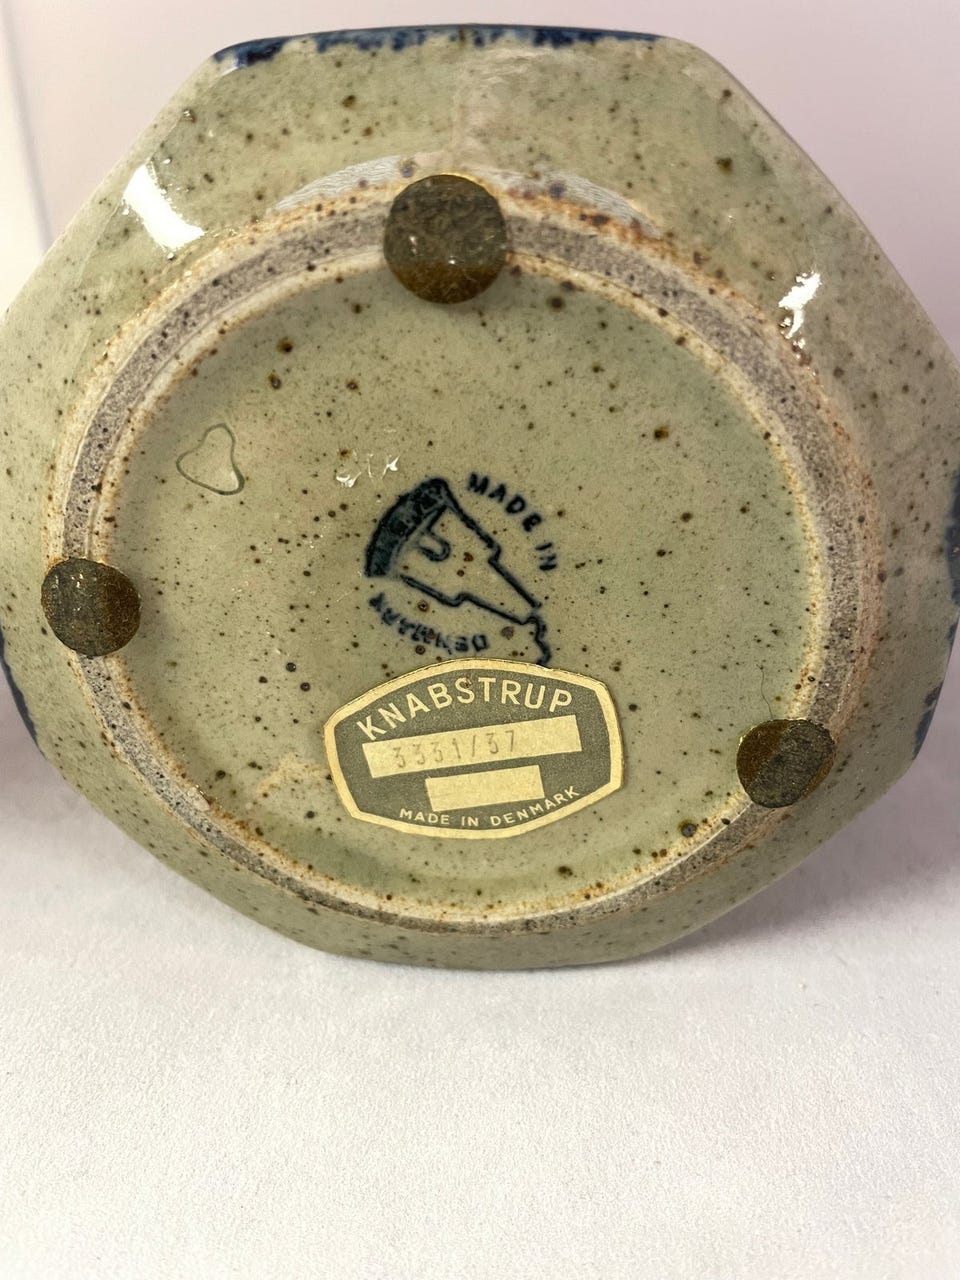 MADE IN
DENMARK
KNABSTRUP
3331/37
MADE IN DENMARK